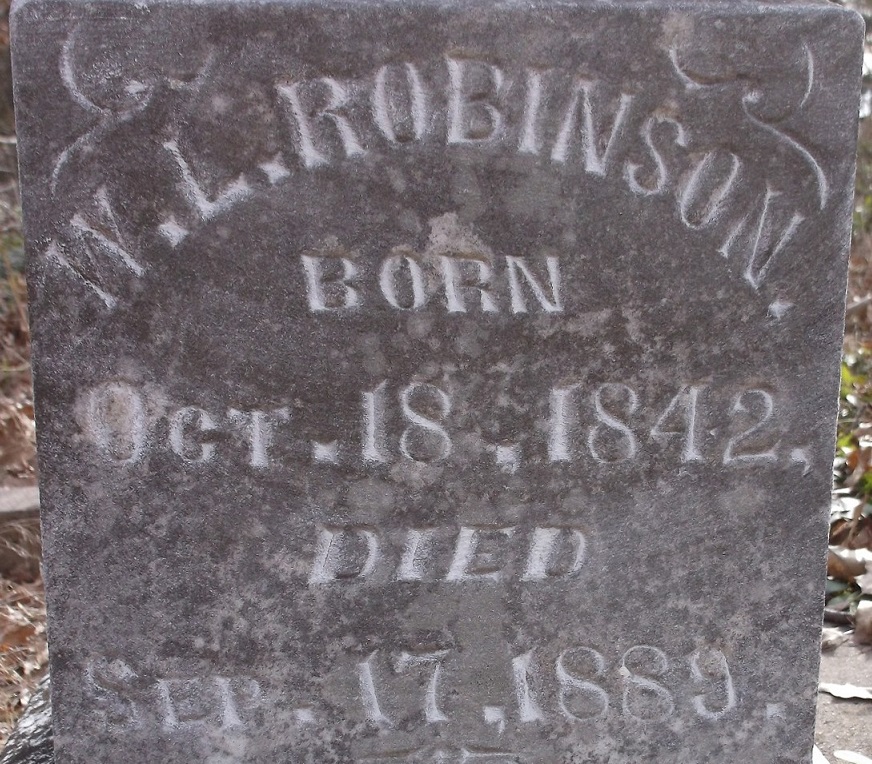 W. L. ROBINSON.
BORN
OCT. 18, 1842,
DIED
SEP. 17, 1889.